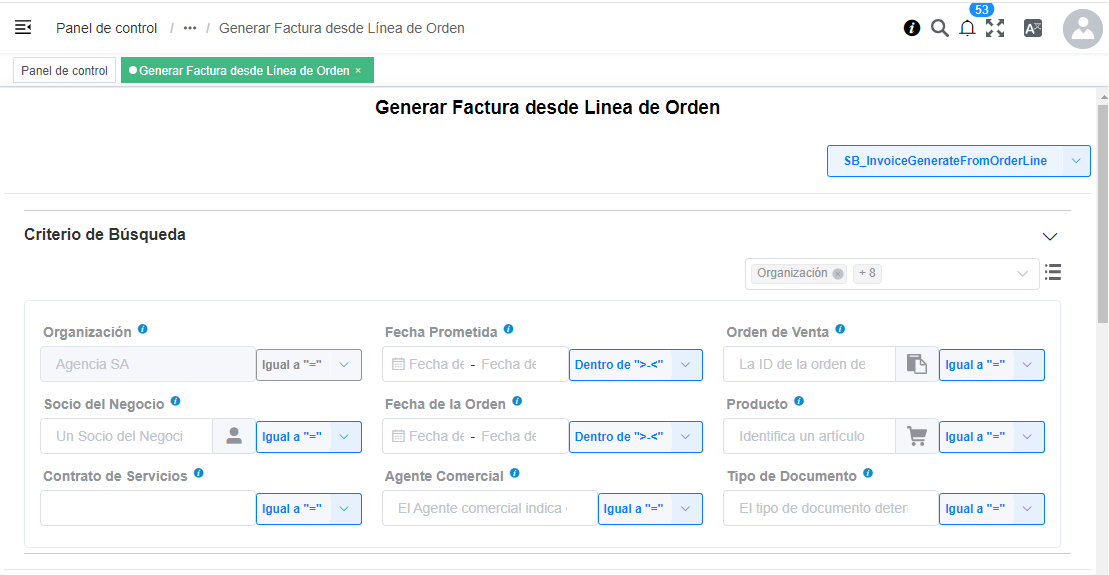 53
Panel de control / ••• / Generar Factura desde Línea de Orden
Panel de control
Generar Factura desde Línea de Orden ×
Generar Factura desde Linea de Orden
SB_InvoiceGenerateFromOrderLine
Criterio de Búsqueda
Organización + 8
Organización Fecha Prometida Orden de Venta
Agencia SA Igual a "=" Fecha de - Fecha de Dentro de ">-<" La ID de la orden de Igual a "="
Socio del Negocio Fecha de la Orden Producto
Un Socio del Negoci Igual a "=" Fecha de - Fecha de Dentro de ">-<" Identifica un artículo Igual a "="
Contrato de Servicios Agente Comercial Tipo de Documento
Igual a "=" El Agente comercial indica Igual a "=" El tipo de documento deter Igual a "="